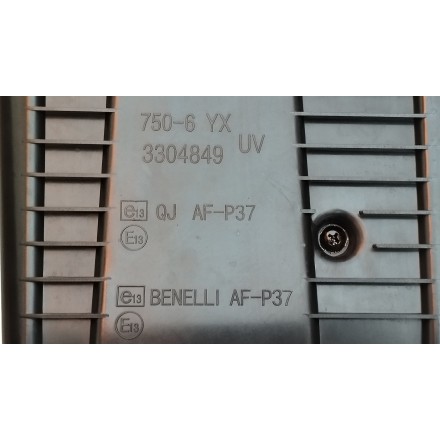 750-6 YX
3304849 UV
e13 QJ AF-P37
E13
e13 BENELLI AF-P37
E13